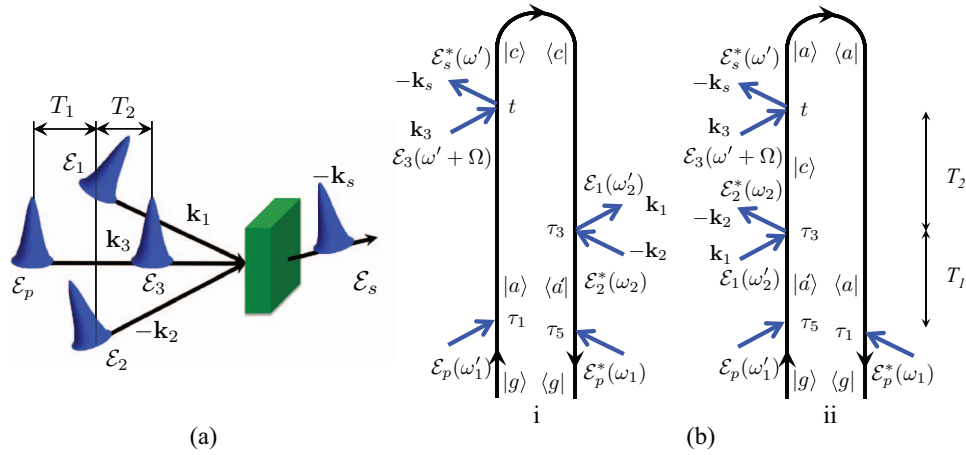 T₁ T₂
ℰ₁
−kₛ
k₁
ℰₚ k₃ ℰ₃ ℰₛ
−k₂
ℰ₂
(a)
|c⟩ ⟨c|
ℰₛ*(ω′)
−kₛ
t
k₃
ℰ₃(ω′ + Ω)
ℰ₁(ω₂′)
k₁
τ₃
−k₂
ℰ₂*(ω₂)
|a⟩ ⟨a′|
τ₁ τ₅
ℰₚ(ω₁′) ℰₚ*(ω₁)
|g⟩ ⟨g|
i
|a⟩ ⟨a|
ℰₛ*(ω′)
−kₛ
t
k₃
ℰ₃(ω′ + Ω)
|c⟩
ℰ₂*(ω₂)
−k₂
τ₃
k₁
ℰ₁(ω₂′)
|a′⟩ ⟨a|
τ₅ τ₁
ℰₚ(ω₁′) ℰₚ*(ω₁)
|g⟩ ⟨g|
ii
T₂
T₁
(b)